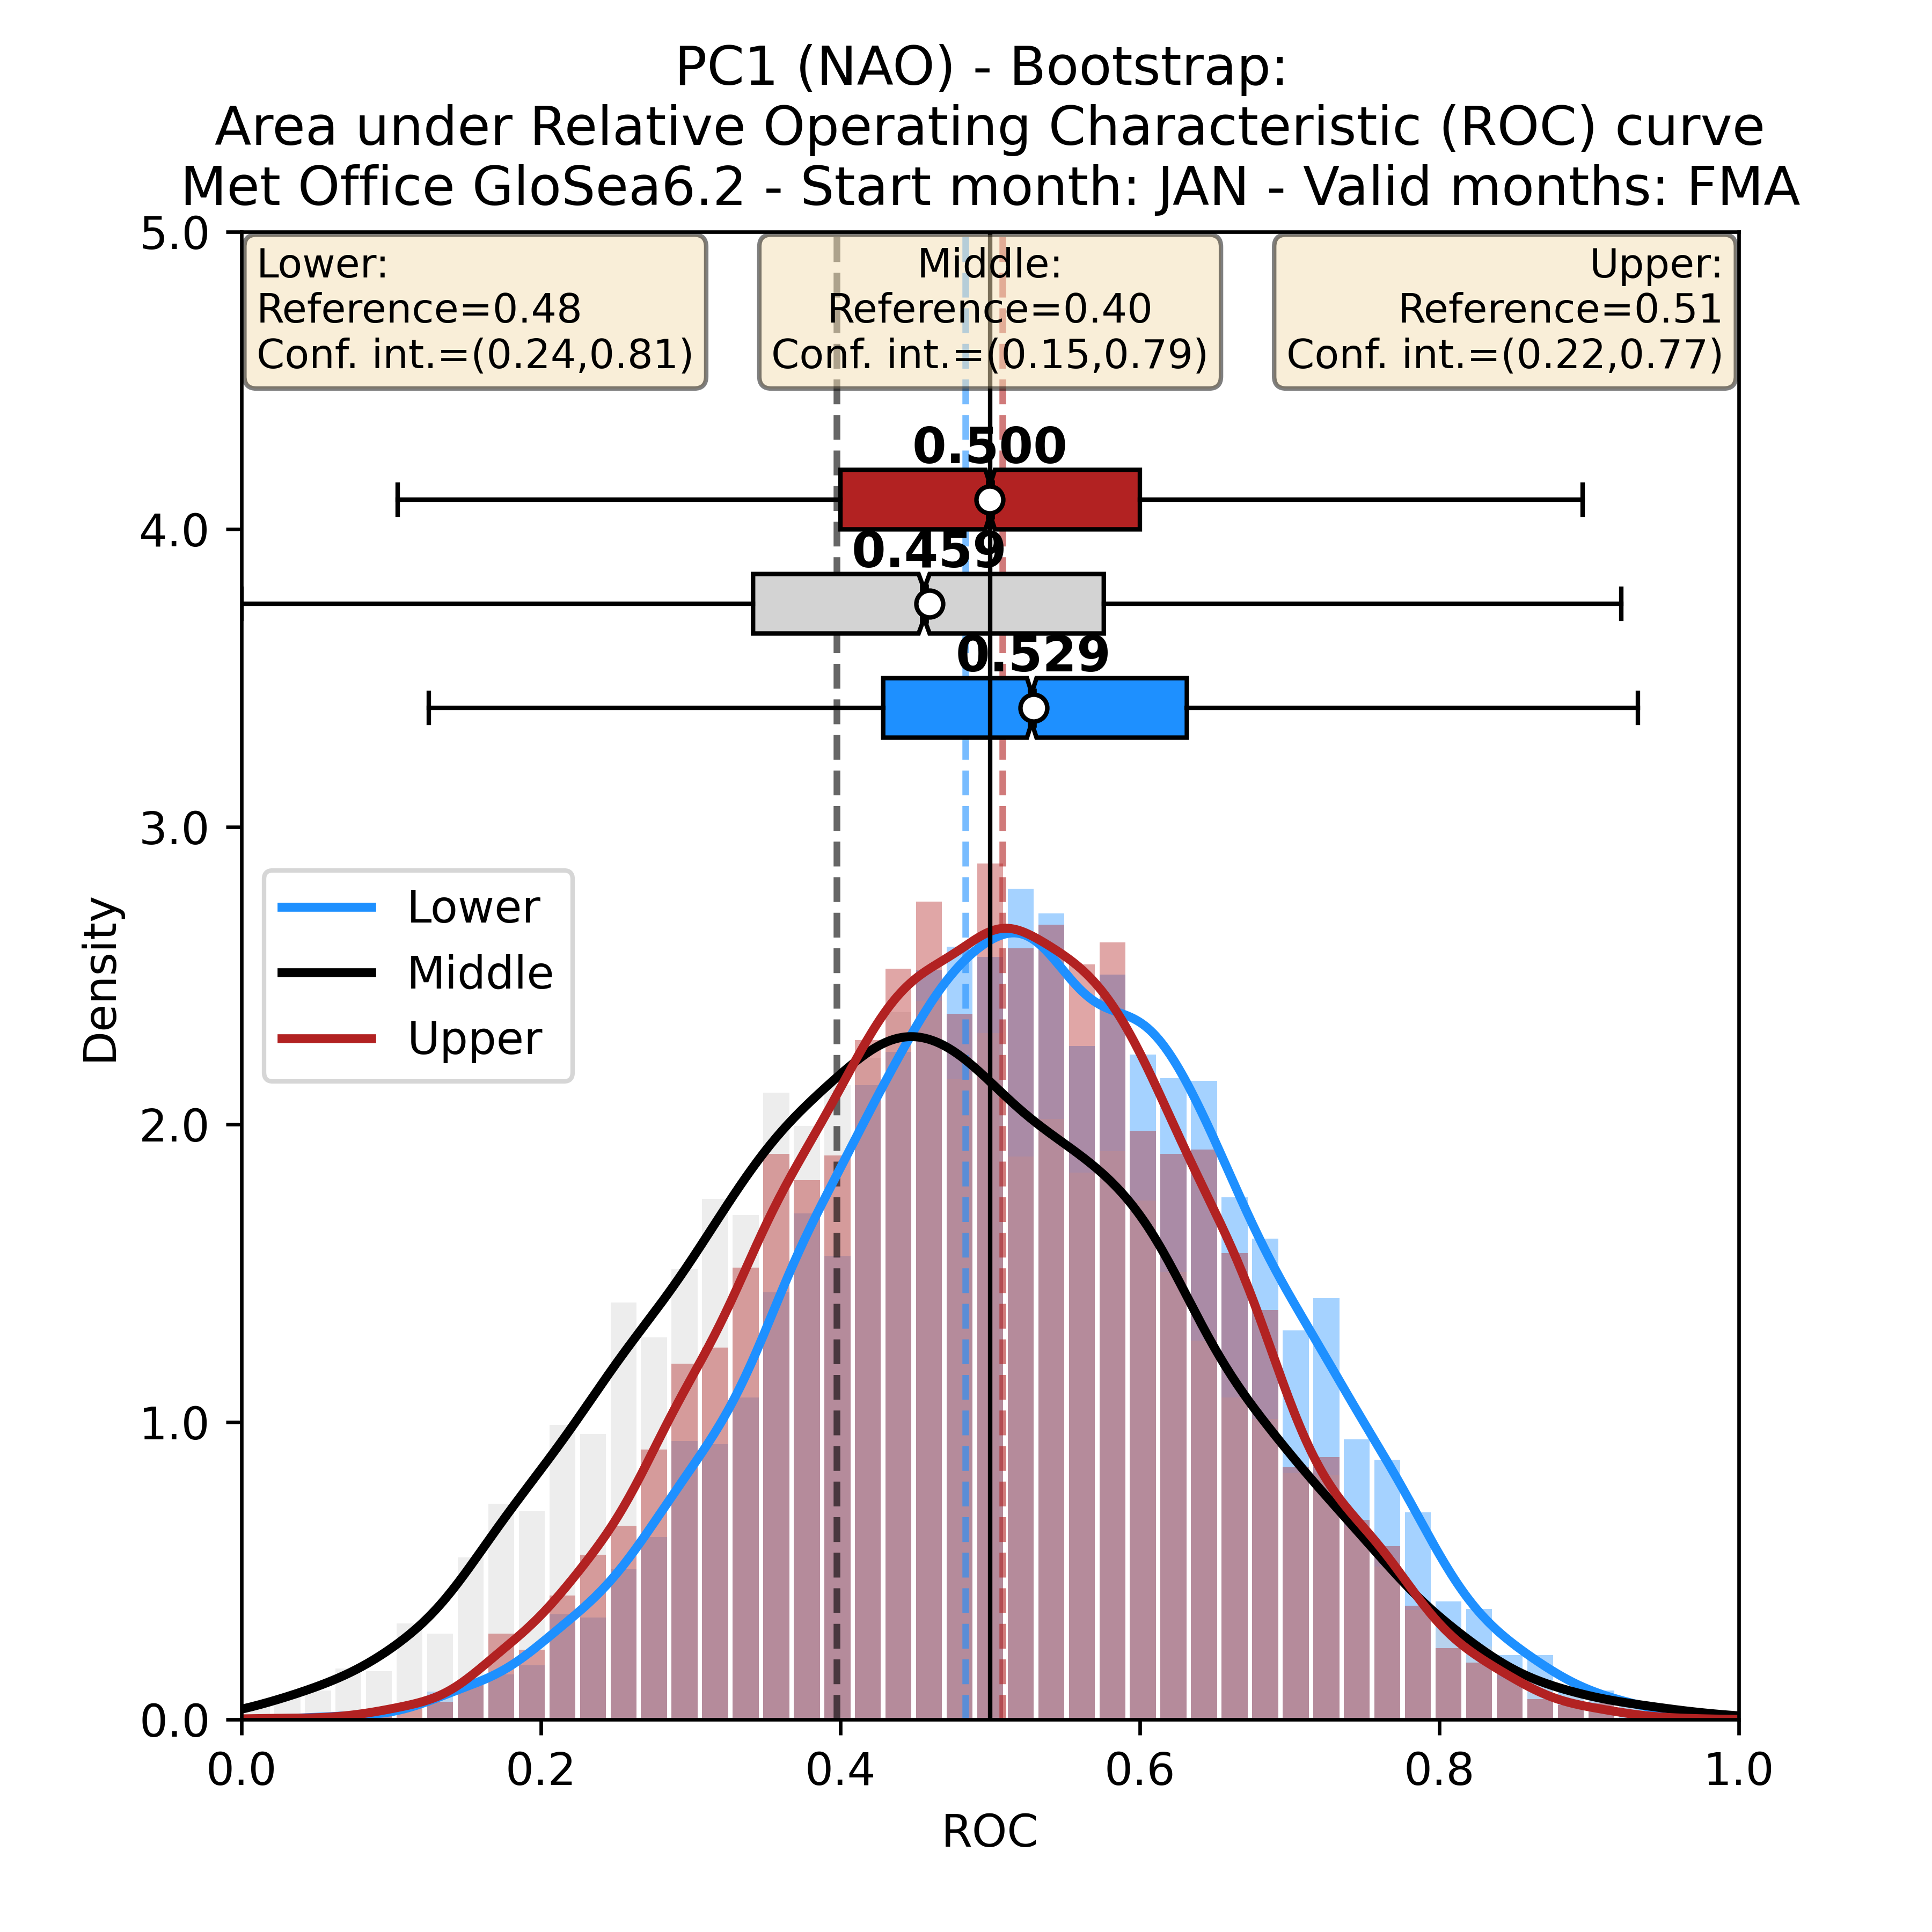 PC1 (NAO) - Bootstrap:
Area under Relative Operating Characteristic (ROC) curve
Met Office GloSea6.2 - Start month: JAN - Valid months: FMA
Lower:
Reference=0.48
Conf. int.=(0.24,0.81)
Middle:
Reference=0.40
Conf. int.=(0.15,0.79)
Upper:
Reference=0.51
Conf. int.=(0.22,0.77)
0.500
0.459
0.529
5.0
4.0
3.0
2.0
1.0
0.0
Density
Lower
Middle
Upper
0.0 0.2 0.4 0.6 0.8 1.0
ROC